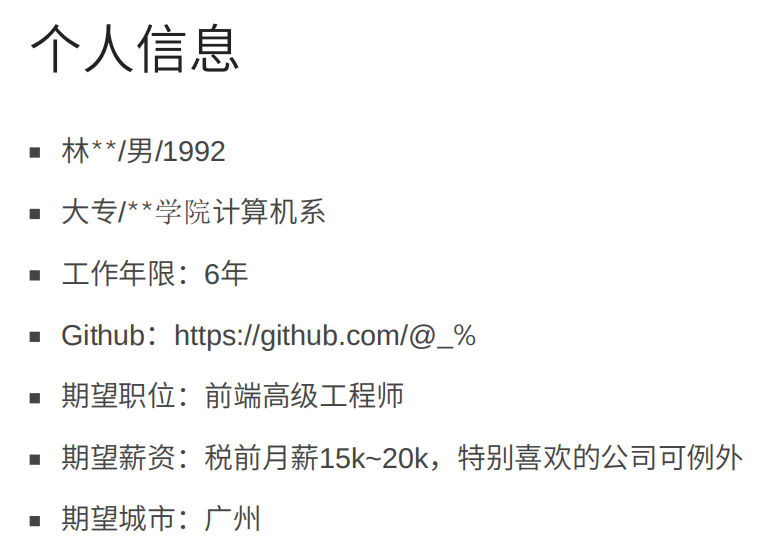 个人信息
林**/男/1992
大专/**学院计算机系
工作年限：6年
Github：https://github.com/@_%
期望职位：前端高级工程师
期望薪资：税前月薪15k~20k，特别喜欢的公司可例外
期望城市：广州